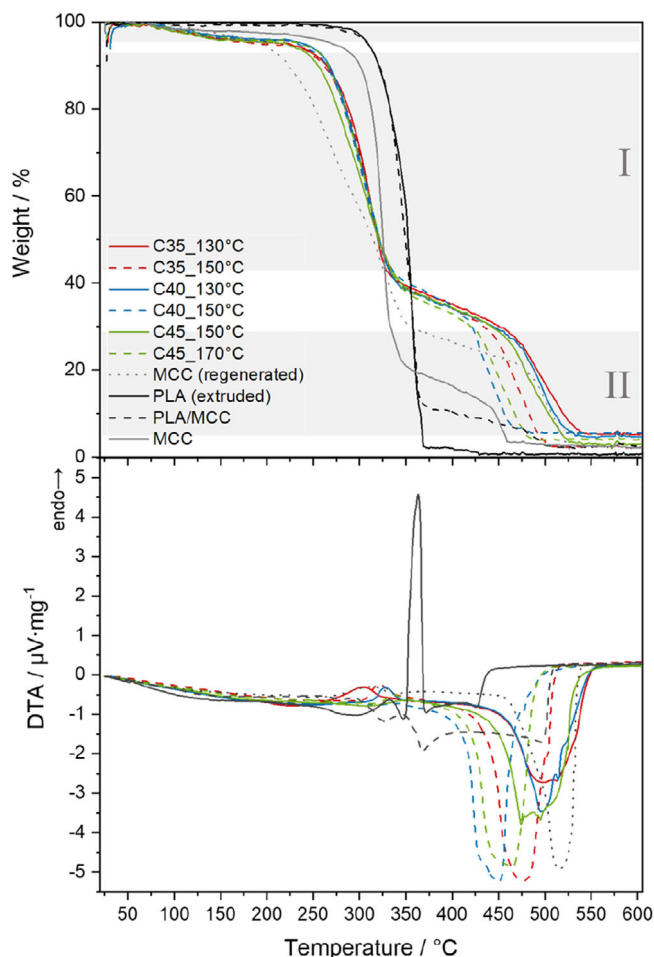 100
80
60
40
20
0
Weight / %
I
II
C35_130°C
C35_150°C
C40_130°C
C40_150°C
C45_150°C
C45_170°C
MCC (regenerated)
PLA (extruded)
PLA/MCC
MCC
endo→
5
4
3
2
1
0
-1
-2
-3
-4
-5
DTA / µV·mg⁻¹
50 100 150 200 250 300 350 400 450 500 550 600
Temperature / °C